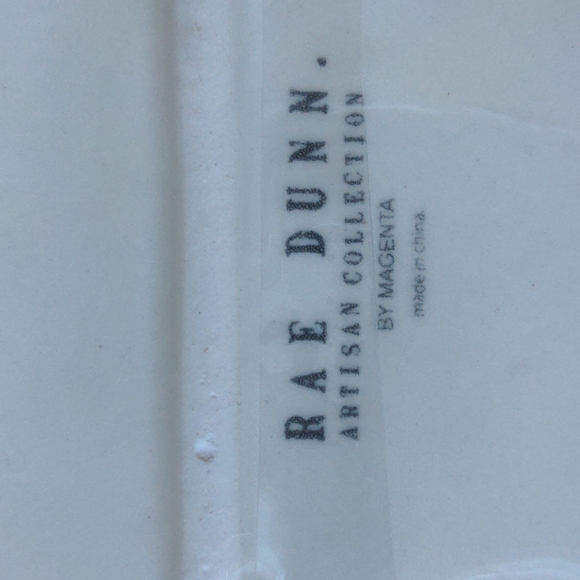 RAE DUNN.
ARTISAN COLLECTION
BY MAGENTA
made in china.